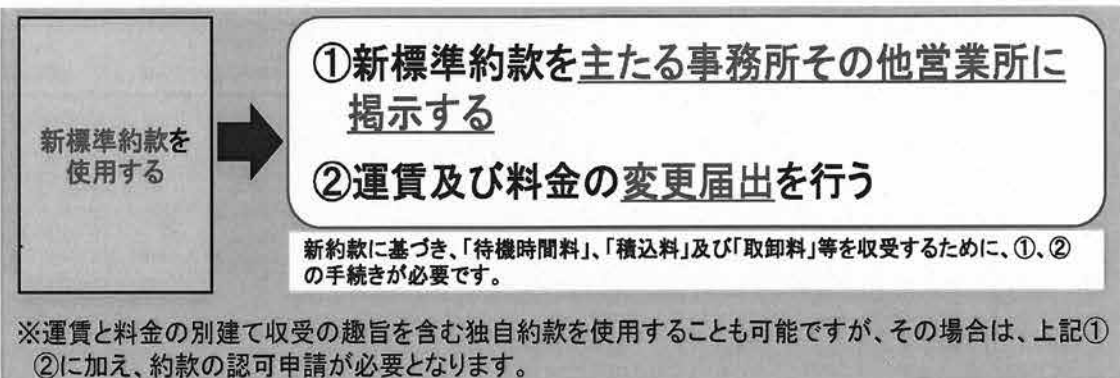 新標準約款を
使用する
①新標準約款を主たる事務所その他営業所に
掲示する
②運賃及び料金の変更届出を行う
新約款に基づき、「待機時間料」、「積込料」及び「取卸料」等を収受するために、①、②
の手続きが必要です。
※運賃と料金の別建て収受の趣旨を含む独自約款を使用することも可能ですが、その場合は、上記①
②に加え、約款の認可申請が必要となります。